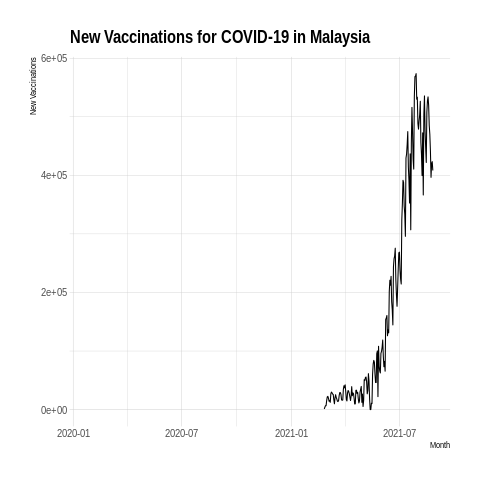 New Vaccinations for COVID-19 in Malaysia
New Vaccinations
6e+05
4e+05
2e+05
0e+00
2020-01 2020-07 2021-01 2021-07
Month